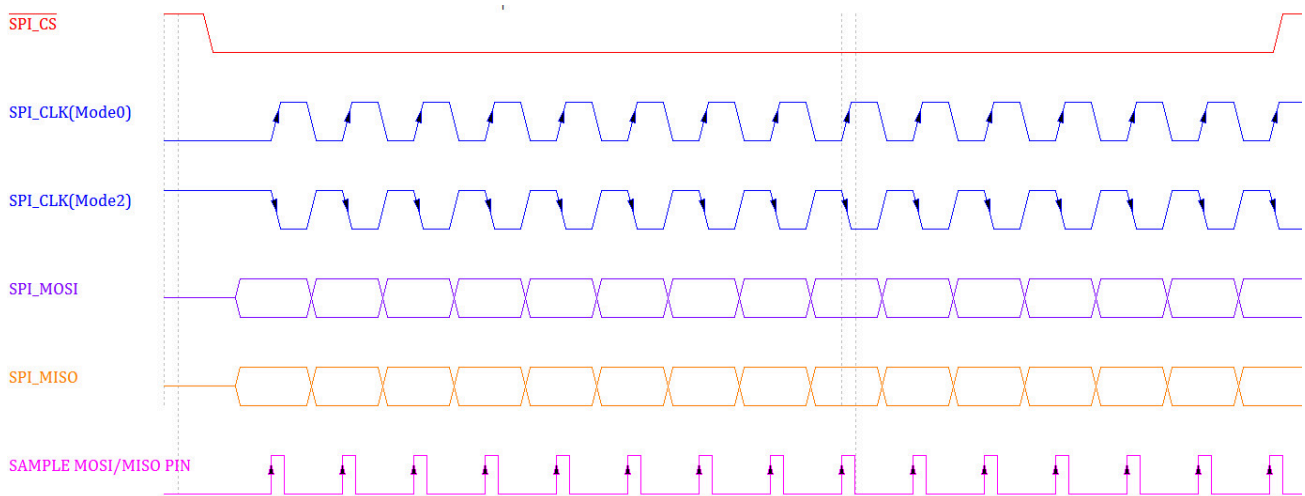 SPI_CS
SPI_CLK(Mode0)
SPI_CLK(Mode2)
SPI_MOSI
SPI_MISO
SAMPLE MOSI/MISO PIN